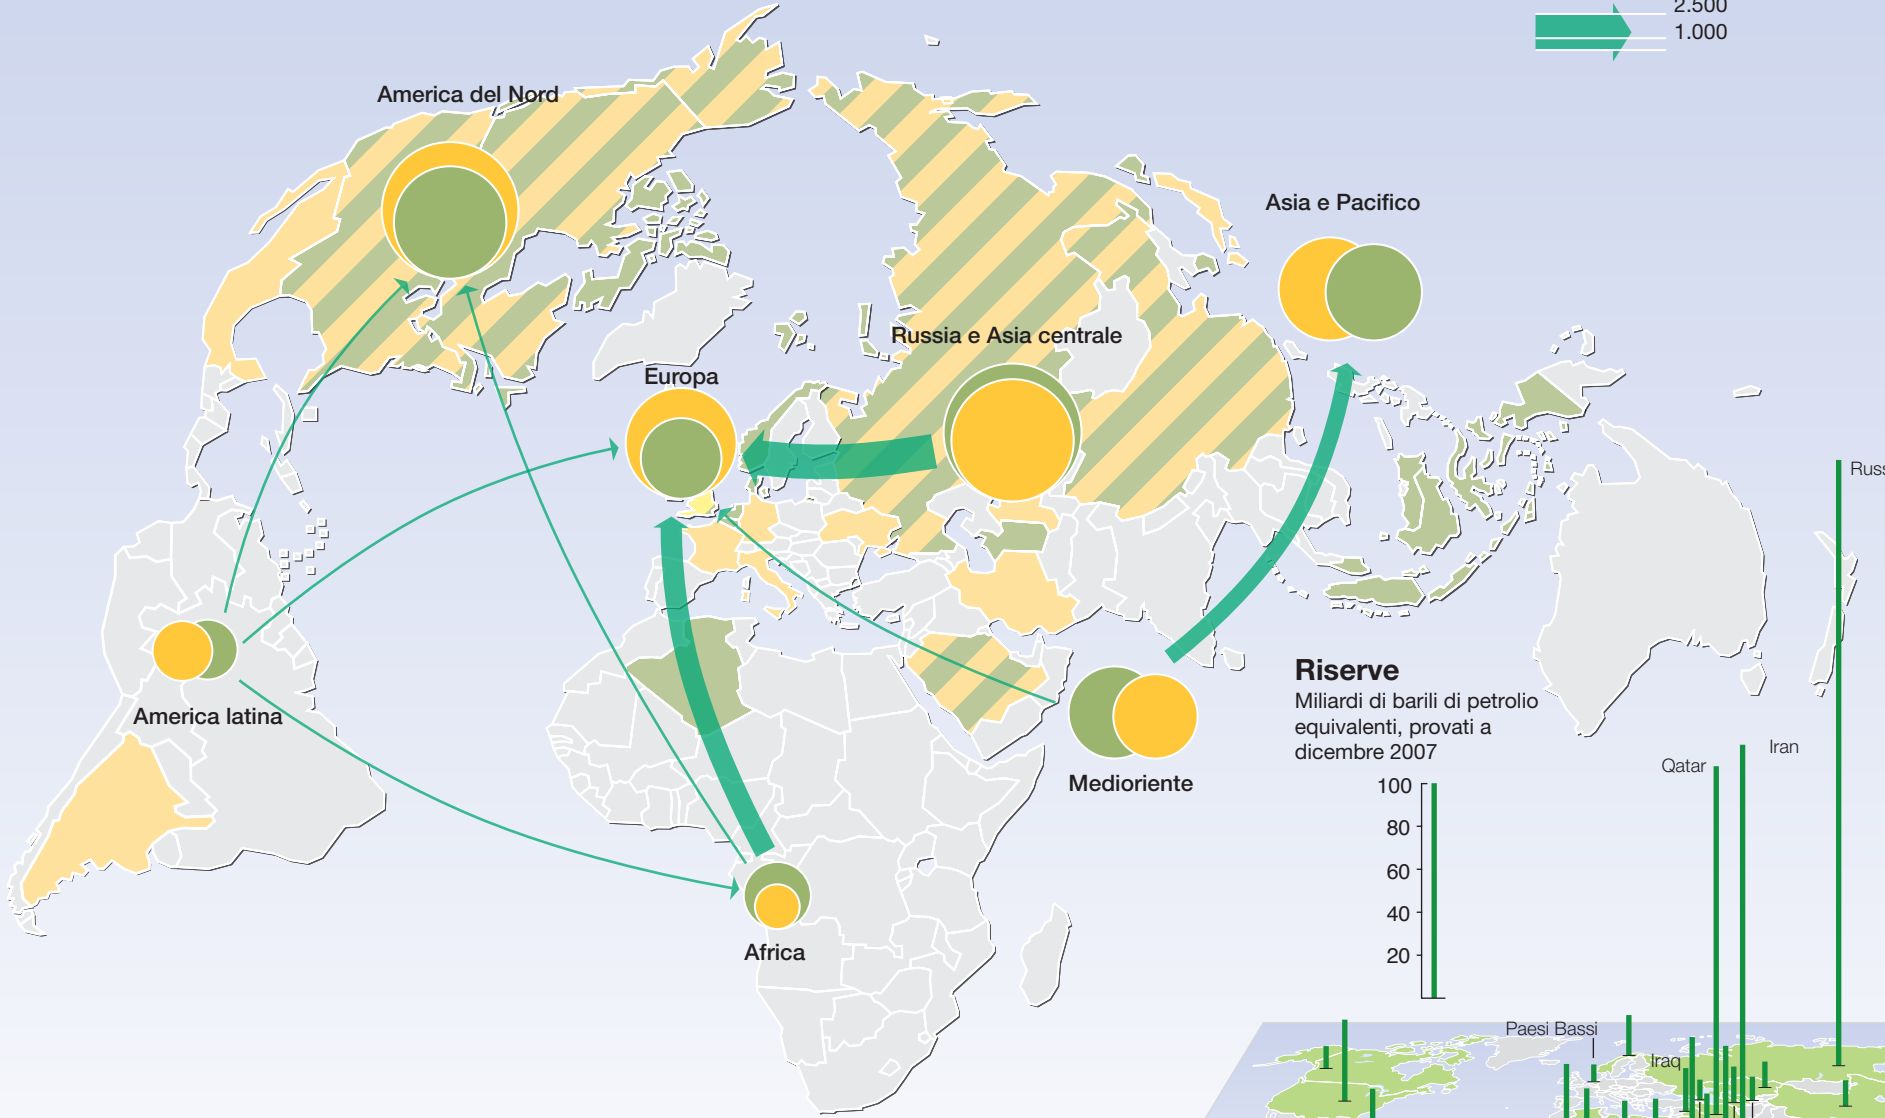 2.500
1.000
America del Nord
Asia e Pacifico
Russia e Asia centrale
Europa
America latina
Africa
Medioriente
Riserve
Miliardi di barili di petrolio
equivalenti, provati a
dicembre 2007
100
80
60
40
20
Qatar
Iran
Paesi Bassi
Iraq